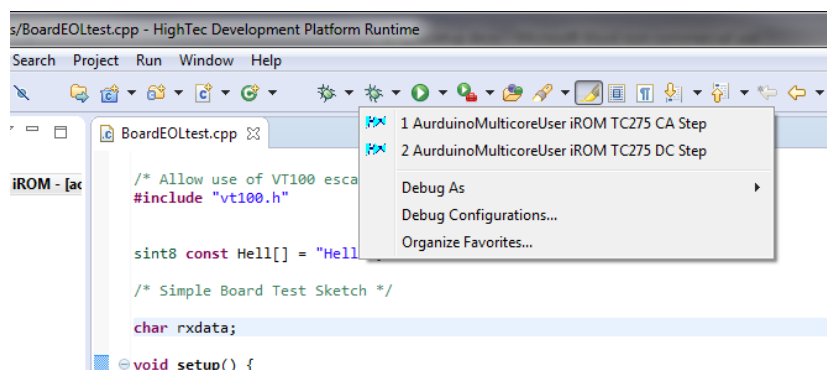 s/BoardEOLtest.cpp - HighTec Development Platform Runtime
Search Project Run Window Help
BoardEOLtest.cpp
1 AurduinoMulticoreUser iROM TC275 CA Step
2 AurduinoMulticoreUser iROM TC275 DC Step
Debug As
Debug Configurations...
Organize Favorites...
iROM - [ac
/* Allow use of VT100 esca
#include "vt100.h"
sint8 const Hell[] = "Hell
/* Simple Board Test Sketch */
char rxdata;
void setup() {